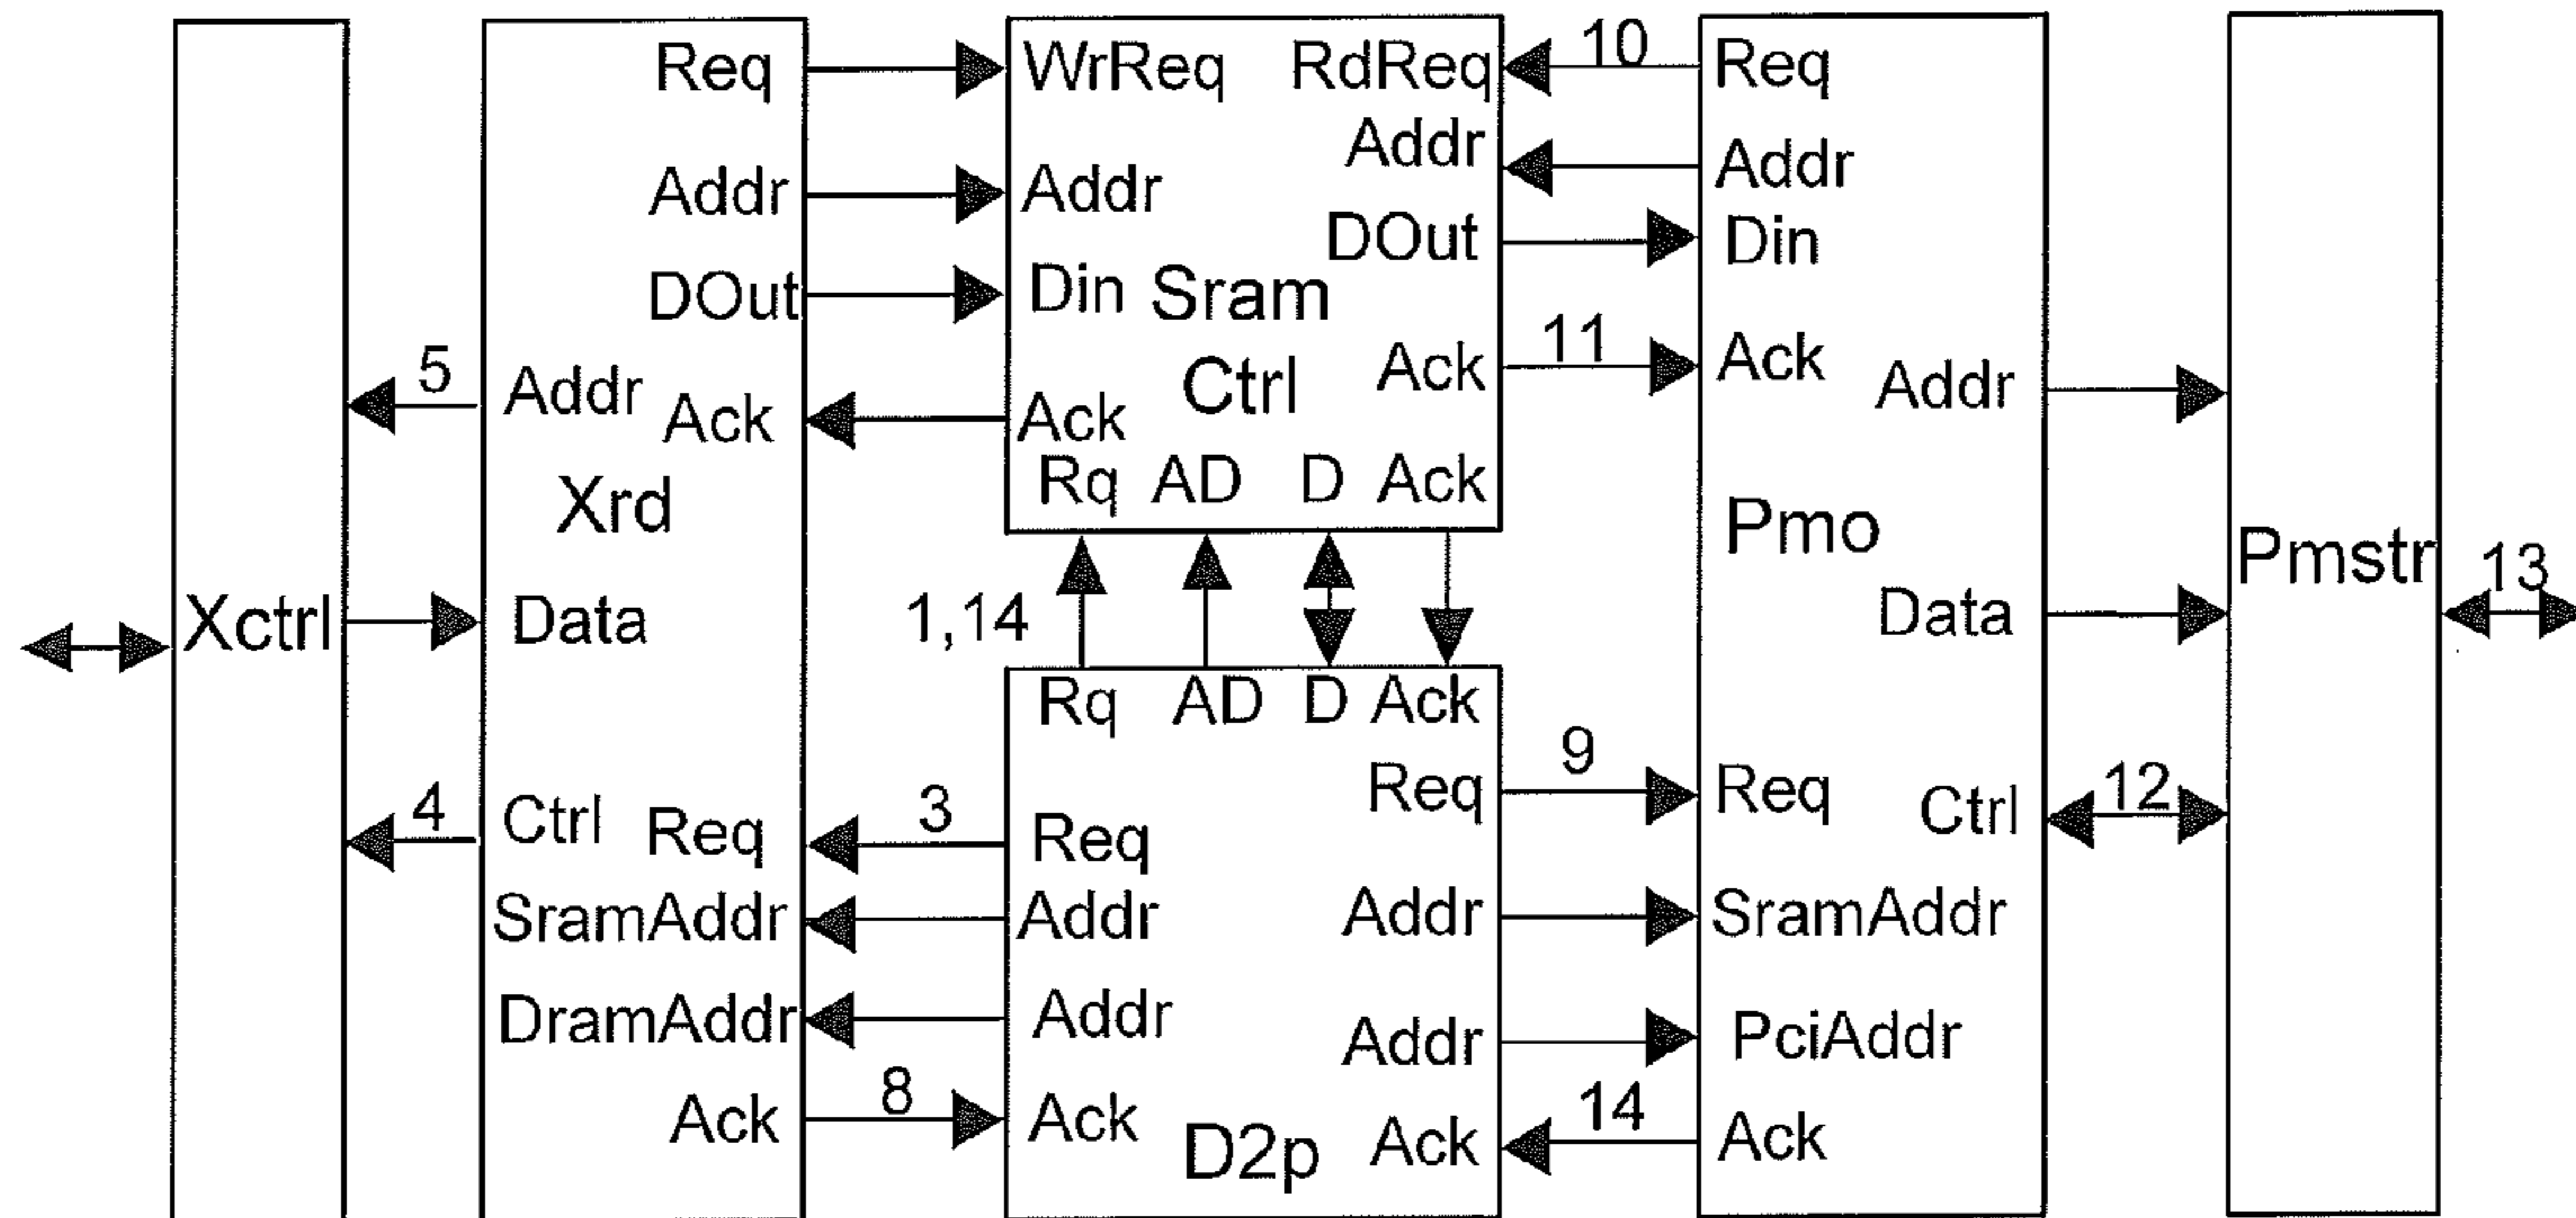 Req WrReq RdReq 10 Req
Addr Addr
Addr Addr
DOut Din
DOut Din Sram
5 Ack 11 Ack
Addr Ctrl Addr
Ack Ack
Xrd Rq AD D Ack Pmo
Pmstr 13
Xctrl Data 1,14 Data
Rq AD D Ack
9
4 Ctrl Req 3 Req Req Req Ctrl 12
SramAddr Addr Addr SramAddr
DramAddr Addr Addr PciAddr
Ack 8 Ack Ack 14 Ack
D2p